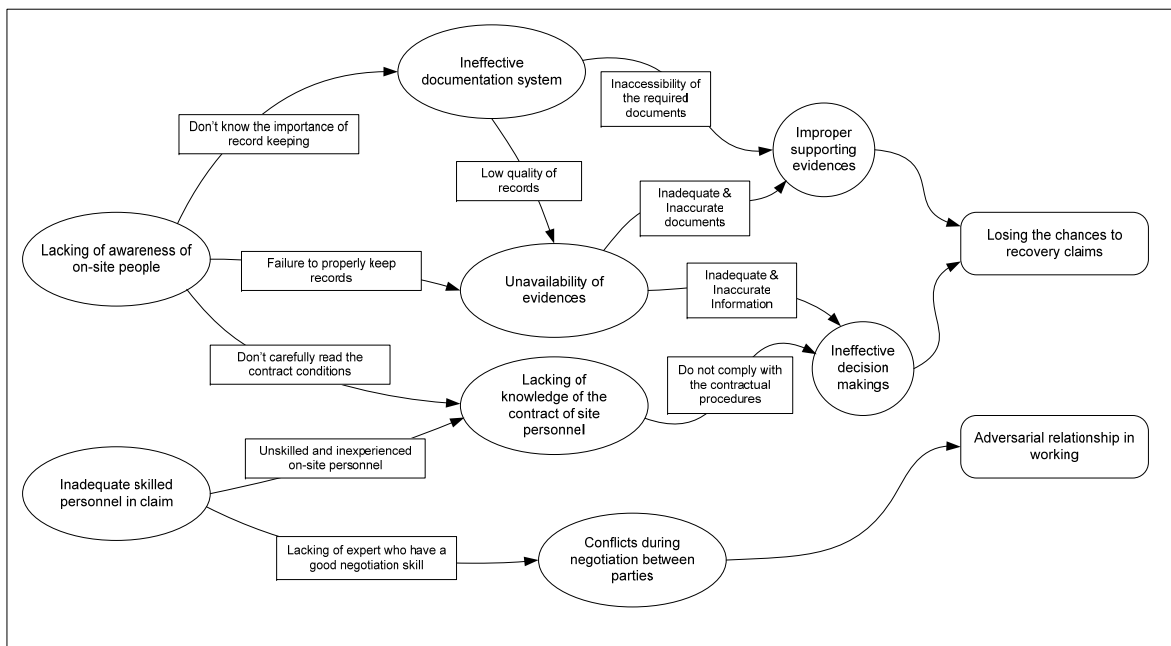 Ineffective
documentation system
Inaccessibility of
the required
documents
Don't know the importance of
record keeping
Improper
supporting
evidences
Low quality of
records
Inadequate &
Inaccurate
documents
Lacking of awareness of
on-site people
Failure to properly keep
records
Unavailability of
evidences
Inadequate &
Inaccurate
Information
Losing the chances to
recovery claims
Don't carefully read the
contract conditions
Lacking of
knowledge of the
contract of site
personnel
Do not comply with
the contractual
procedures
Ineffective
decision
makings
Unskilled and inexperienced
on-site personnel
Adversarial relationship in
working
Inadequate skilled
personnel in claim
Lacking of expert who have a
good negotiation skill
Conflicts during
negotiation between
parties